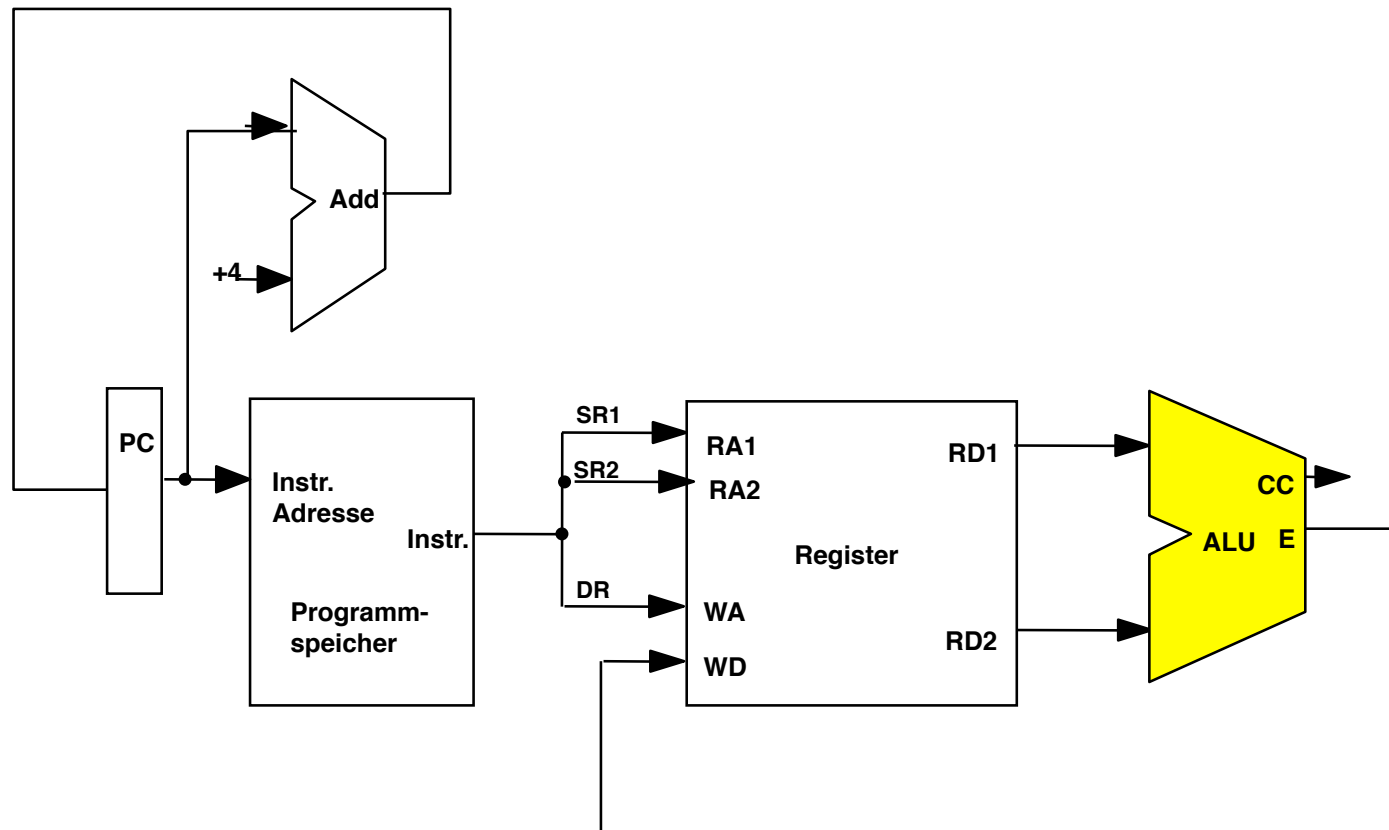 Add
+4
PC
Instr.
Adresse
Instr.
Programm-
speicher
SR1
SR2
DR
RA1
RA2
WA
WD
Register
RD1
RD2
CC
ALU E